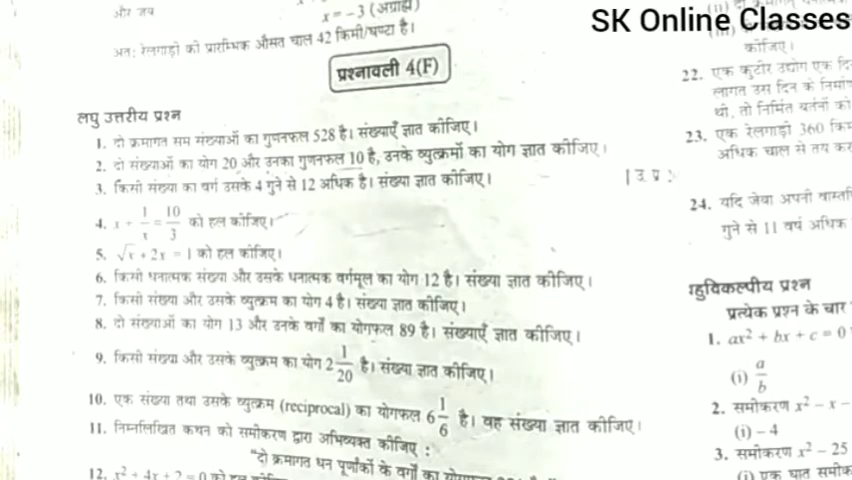 SK Online Classes
और जब
x = – 3 (अग्राह्य)
अतः रेलगाड़ी की प्रारम्भिक औसत चाल 42 किमी/घण्टा है।
प्रश्नावली 4(F)
लघु उत्तरीय प्रश्न
1. दो क्रमागत सम संख्याओं का गुणनफल 528 है। संख्याएँ ज्ञात कीजिए।
2. दो संख्याओं का योग 20 और उनका गुणनफल 10 है, उनके व्युत्क्रमों का योग ज्ञात कीजिए।
3. किसी संख्या का वर्ग उसके 4 गुने से 12 अधिक है। संख्या ज्ञात कीजिए।
4. x + 1/x = 10/3 को हल कीजिए।
5. √x + 2x = 1 को हल कीजिए।
6. किसी धनात्मक संख्या और उसके धनात्मक वर्गमूल का योग 12 है। संख्या ज्ञात कीजिए।
7. किसी संख्या और उसके व्युत्क्रम का योग 4 है। संख्या ज्ञात कीजिए।
8. दो संख्याओं का योग 13 और उनके वर्गों का योगफल 89 है। संख्याएँ ज्ञात कीजिए।
9. किसी संख्या और उसके व्युत्क्रम का योग 2 1/20 है। संख्या ज्ञात कीजिए।
10. एक संख्या तथा उसके व्युत्क्रम (reciprocal) का योगफल 6 1/6 है। वह संख्या ज्ञात कीजिए।
11. निम्नलिखित कथन को समीकरण द्वारा अभिव्यक्त कीजिए :
"दो क्रमागत धन पूर्णांकों के वर्गों का
12. x² + 4x + 2 = 0 को हल
कीजिए।
22. एक कुटीर उद्योग एक
लागत उस दिन के
थी, तो निर्मित बर्तनों की
23. एक रेलगाड़ी 360
अधिक चाल से तय
24. यदि जेबा अपनी
गुने से 11 वर्ष अधिक
बहुविकल्पीय प्रश्न
प्रत्येक प्रश्न के चार
1. ax² + bx + c = 0
(i) a/b
2. समीकरण x² – x –
(i) – 4
3. समीकरण x² – 25
(i) एक घात